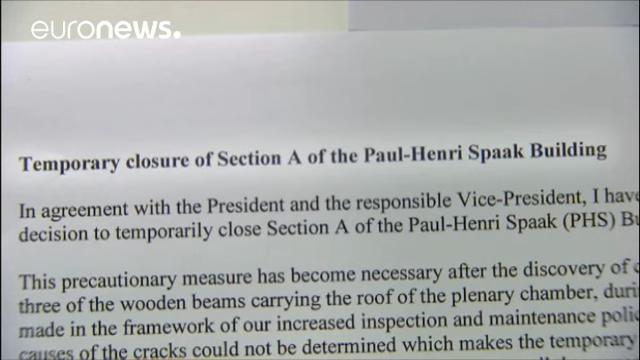 euronews.
Temporary closure of Section A of the Paul-Henri Spaak Building
In agreement with the President and the responsible Vice-President, I have
decision to temporarily close Section A of the Paul-Henri Spaak (PHS)
This precautionary measure has become necessary after the discovery of
three of the wooden beams carrying the roof of the plenary chamber,
made in the framework of our increased inspection and maintenance
causes of the cracks could not be determined which makes the temporary